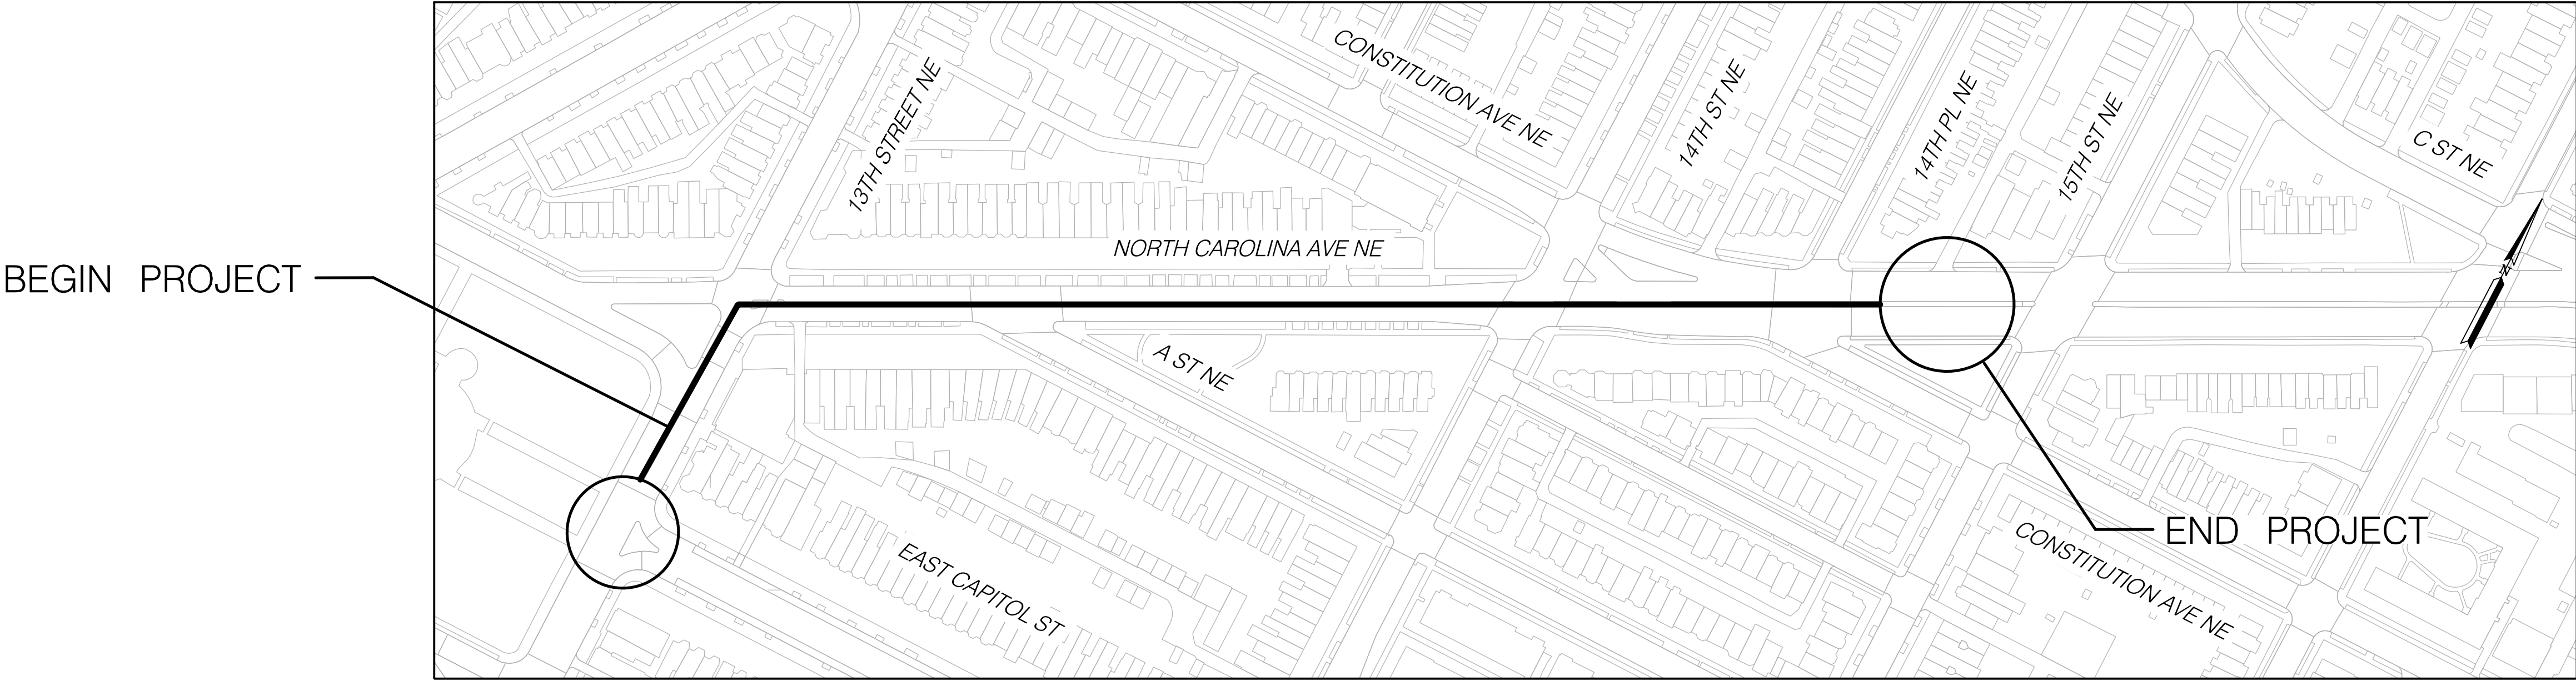 CONSTITUTION AVE NE
13TH STREET NE
14TH ST NE
14TH PL NE
15TH ST NE
C ST NE
NORTH CAROLINA AVE NE
BEGIN PROJECT
N
A ST NE
END PROJECT
EAST CAPITOL ST
CONSTITUTION AVE NE